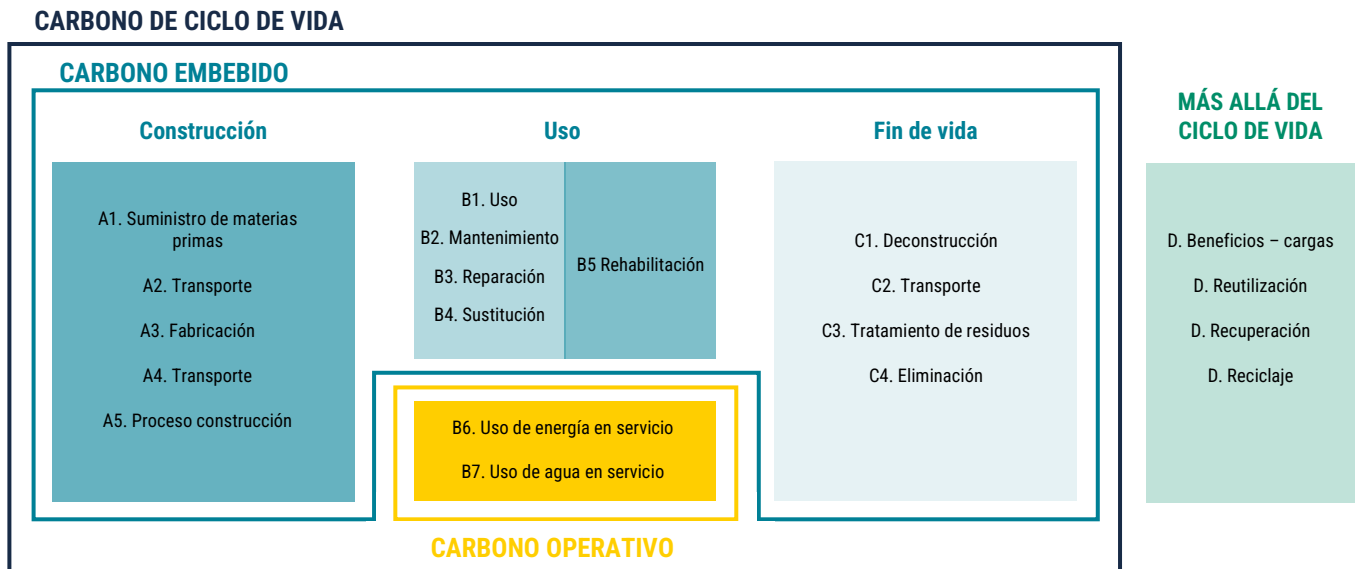 CARBONO DE CICLO DE VIDA
CARBONO EMBEBIDO
Construcción
A1. Suministro de materias
primas
A2. Transporte
A3. Fabricación
A4. Transporte
A5. Proceso construcción
Uso
B1. Uso
B2. Mantenimiento
B3. Reparación
B4. Sustitución
B5 Rehabilitación
B6. Uso de energía en servicio
B7. Uso de agua en servicio
CARBONO OPERATIVO
Fin de vida
C1. Deconstrucción
C2. Transporte
C3. Tratamiento de residuos
C4. Eliminación
MÁS ALLÁ DEL
CICLO DE VIDA
D. Beneficios – cargas
D. Reutilización
D. Recuperación
D. Reciclaje